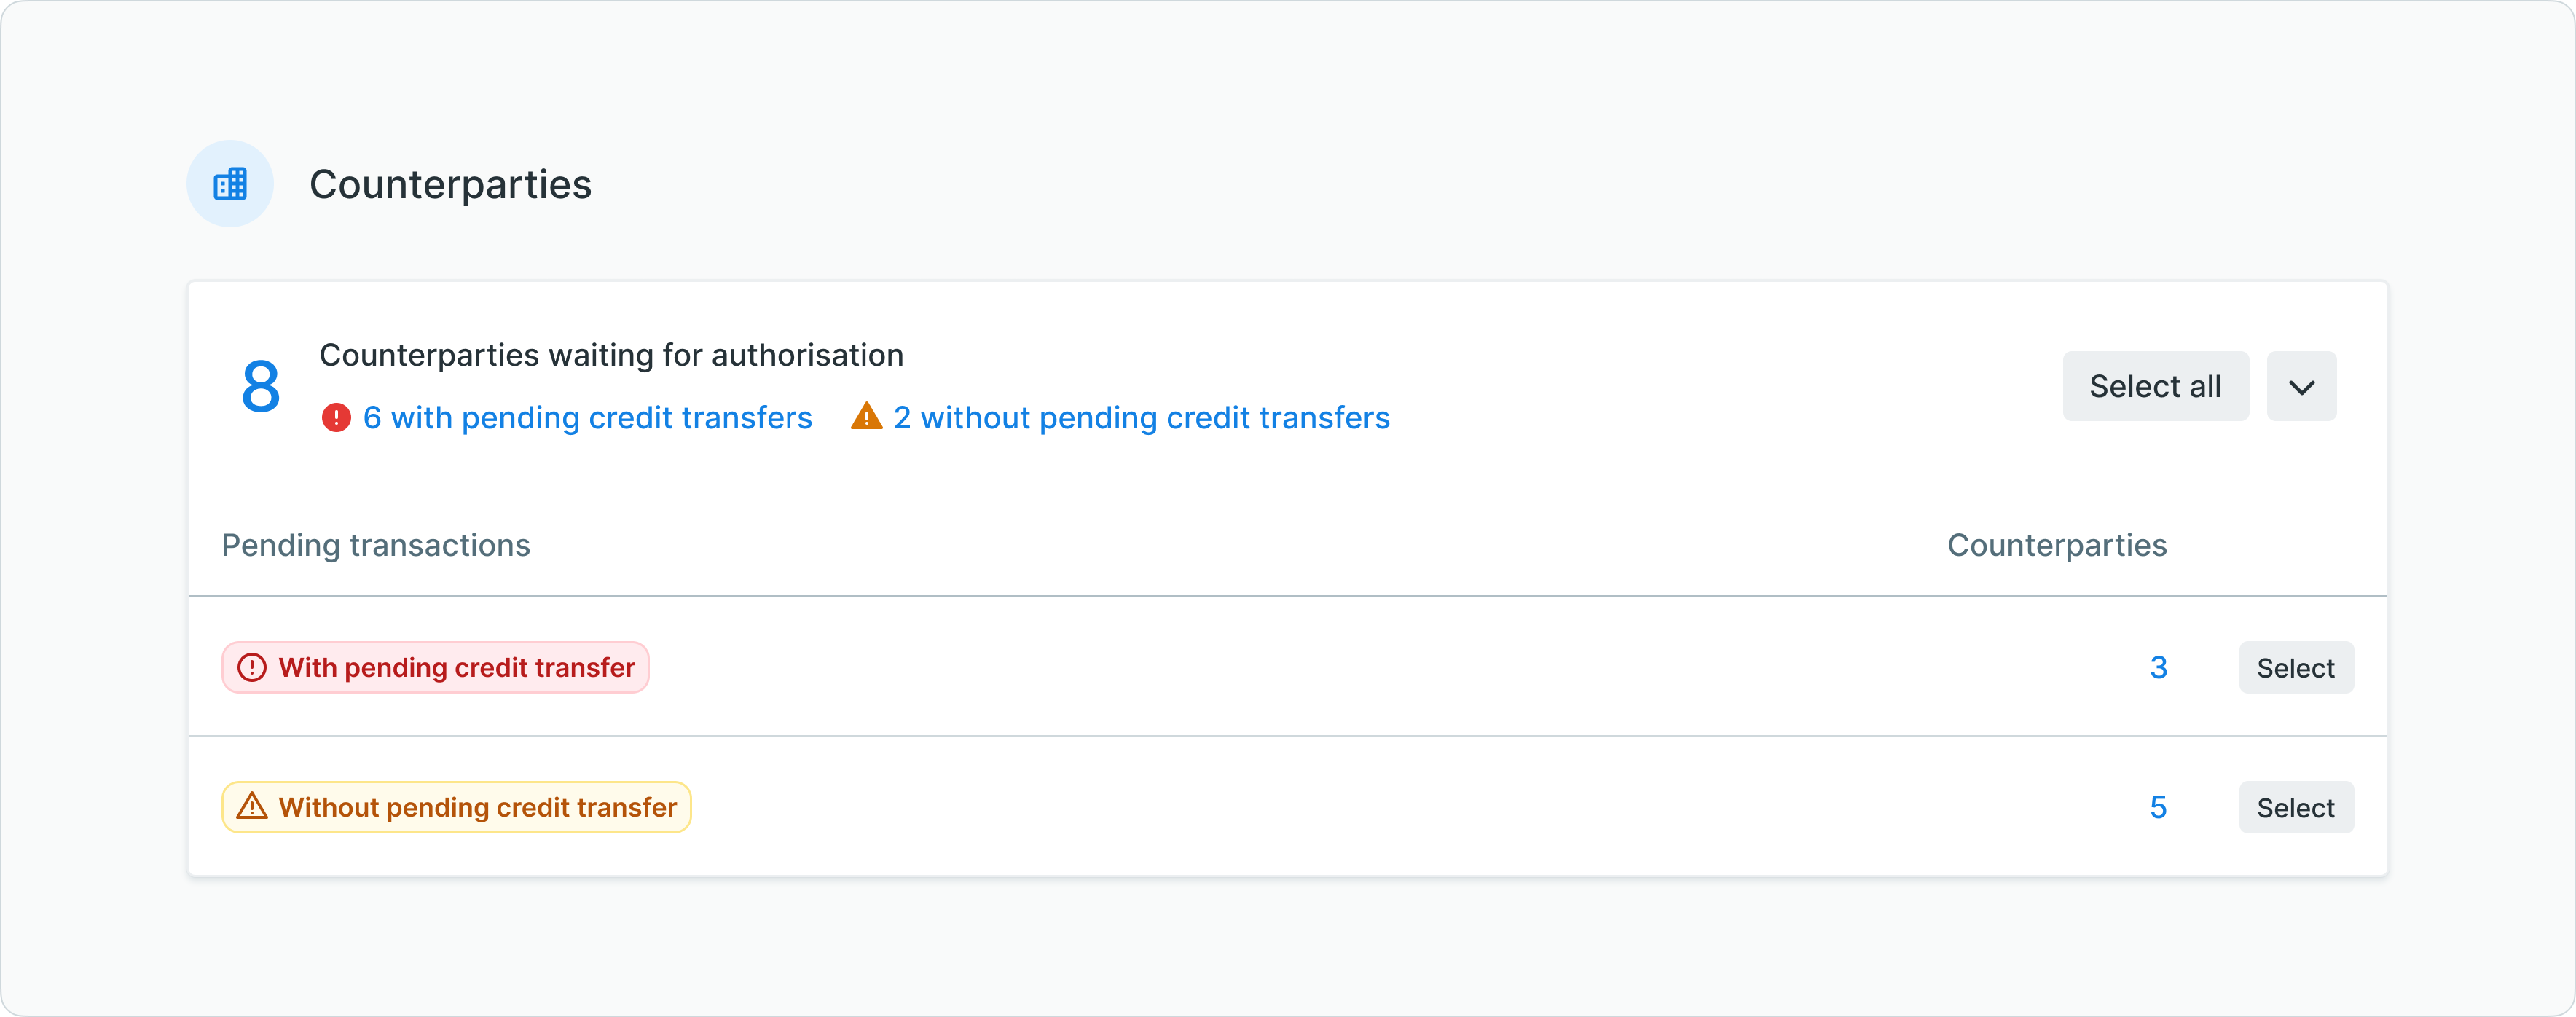 Counterparties
8
Counterparties waiting for authorisation
6 with pending credit transfers 2 without pending credit transfers
Select all
Pending transactions Counterparties
With pending credit transfer 3 Select
Without pending credit transfer 5 Select